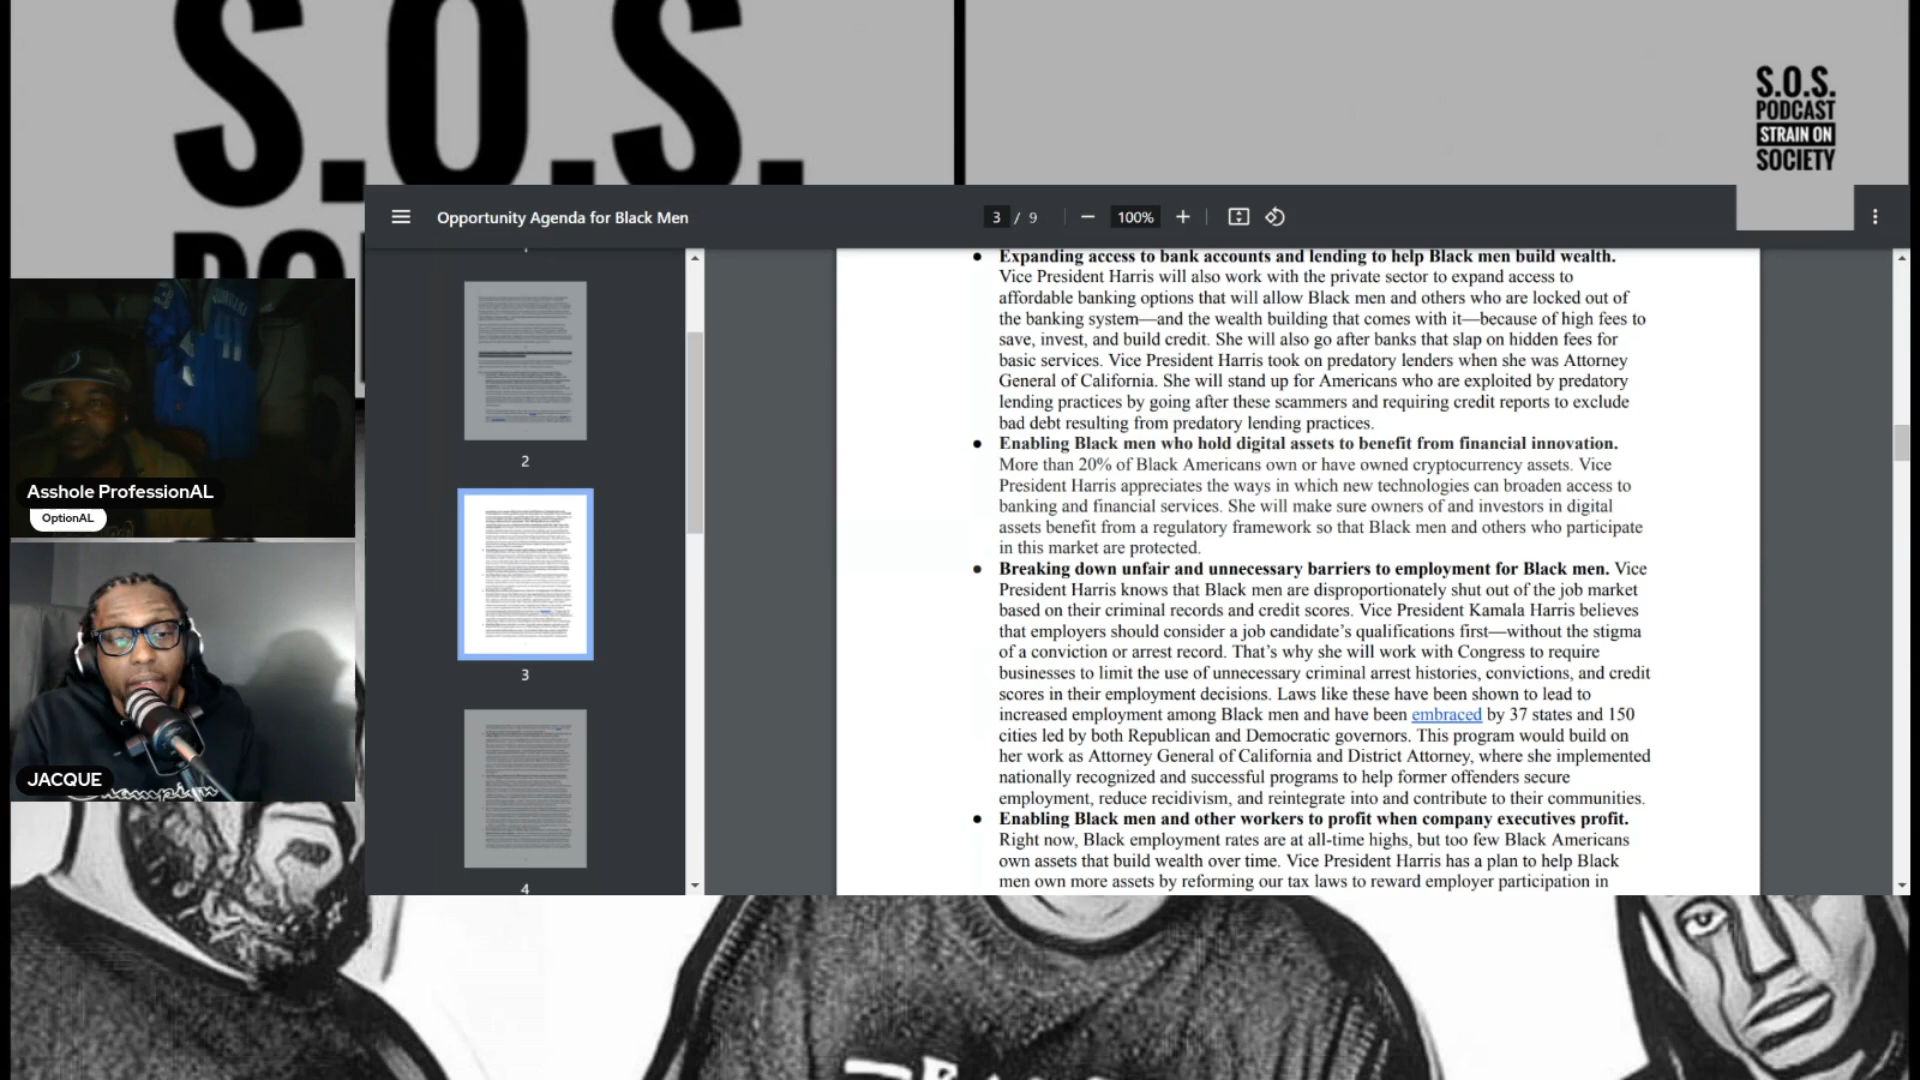 S.O.S.
PO
S.O.S.
PODCAST
STRAIN ON
SOCIETY
Opportunity Agenda for Black Men
3 / 9
100%
2
3
4
Asshole ProfessionAL
OptionAL
41
JACQUE
Champion
• Expanding access to bank accounts and lending to help Black men build wealth.
Vice President Harris will also work with the private sector to expand access to
affordable banking options that will allow Black men and others who are locked out of
the banking system—and the wealth building that comes with it—because of high fees to
save, invest, and build credit. She will also go after banks that slap on hidden fees for
basic services. Vice President Harris took on predatory lenders when she was Attorney
General of California. She will stand up for Americans who are exploited by predatory
lending practices by going after these scammers and requiring credit reports to exclude
bad debt resulting from predatory lending practices.
• Enabling Black men who hold digital assets to benefit from financial innovation.
More than 20% of Black Americans own or have owned cryptocurrency assets. Vice
President Harris appreciates the ways in which new technologies can broaden access to
banking and financial services. She will make sure owners of and investors in digital
assets benefit from a regulatory framework so that Black men and others who participate
in this market are protected.
• Breaking down unfair and unnecessary barriers to employment for Black men. Vice
President Harris knows that Black men are disproportionately shut out of the job market
based on their criminal records and credit scores. Vice President Kamala Harris believes
that employers should consider a job candidate's qualifications first—without the stigma
of a conviction or arrest record. That's why she will work with Congress to require
businesses to limit the use of unnecessary criminal arrest histories, convictions, and credit
scores in their employment decisions. Laws like these have been shown to lead to
increased employment among Black men and have been embraced by 37 states and 150
cities led by both Republican and Democratic governors. This program would build on
her work as Attorney General of California and District Attorney, where she implemented
nationally recognized and successful programs to help former offenders secure
employment, reduce recidivism, and reintegrate into and contribute to their communities.
• Enabling Black men and other workers to profit when company executives profit.
Right now, Black employment rates are at all-time highs, but too few Black Americans
own assets that build wealth over time. Vice President Harris has a plan to help Black
men own more assets by reforming our tax laws to reward employer participation in